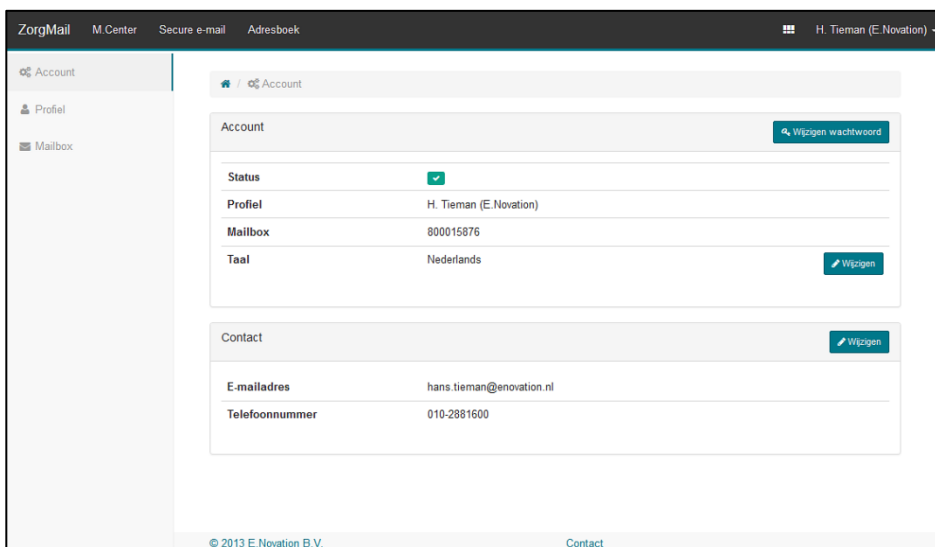 ZorgMail M.Center Secure e-mail Adresboek H. Tieman (E.Novation)
Account
Profiel
Mailbox
/ Account
Account Wijzigen wachtwoord
Status
Profiel H. Tieman (E.Novation)
Mailbox 800015876
Taal Nederlands Wijzigen
Contact Wijzigen
E-mailadres hans.tieman@enovation.nl
Telefoonnummer 010-2881600
© 2013 E.Novation B.V. Contact